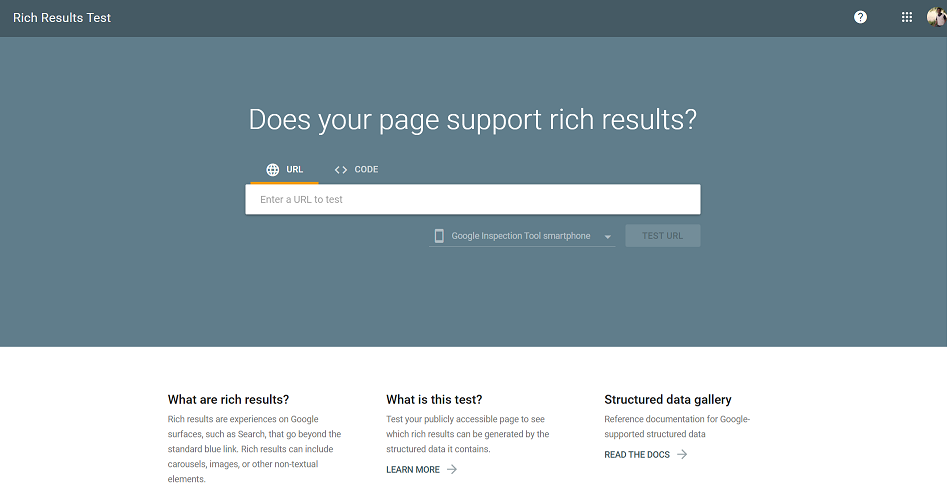 Rich Results Test
Does your page support rich results?
URL
CODE
Enter a URL to test
Google Inspection Tool smartphone
TEST URL
What are rich results?
Rich results are experiences on Google
surfaces, such as Search, that go beyond the
standard blue link. Rich results can include
carousels, images, or other non-textual
elements.
What is this test?
Test your publicly accessible page to see
which rich results can be generated by the
structured data it contains.
LEARN MORE
Structured data gallery
Reference documentation for Google-
supported structured data
READ THE DOCS